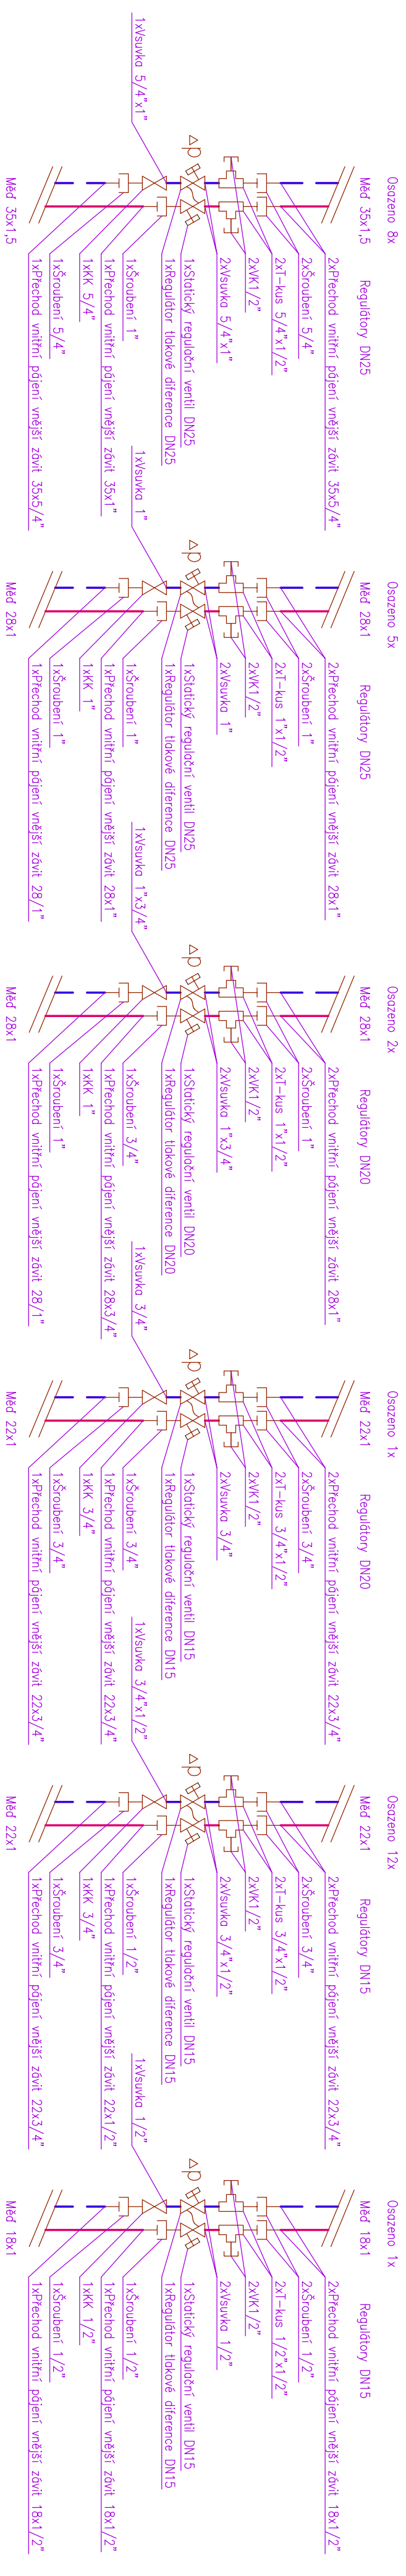 Osazeno 8x
Regulátory DN25
Měď 35x1,5
2xPřechod vnitřní pájení vnější závit 35x5/4"
2xŠroubení 5/4"
2xT-kus 5/4"x1/2"
2xVK1/2"
2xVsuvka 5/4"x1"
1xStatický regulační ventil DN25
1xRegulátor tlakové diference DN25
Δp
1xVsuvka 5/4"x1"
1xŠroubení 1"
1xPřechod vnitřní pájení vnější závit 35x1"
1xKK 5/4"
1xŠroubení 5/4"
1xPřechod vnitřní pájení vnější závit 35x5/4"
Měď 35x1,5
Osazeno 5x
Regulátory DN25
Měď 28x1
2xPřechod vnitřní pájení vnější závit 28x1"
2xŠroubení 1"
2xT-kus 1"x1/2"
2xVK1/2"
2xVsuvka 1"
1xStatický regulační ventil DN25
1xRegulátor tlakové diference DN25
Δp
1xVsuvka 1"
1xŠroubení 1"
1xPřechod vnitřní pájení vnější závit 28x1"
1xKK 1"
1xŠroubení 1"
1xPřechod vnitřní pájení vnější závit 28/1"
Měď 28x1
Osazeno 2x
Regulátory DN20
Měď 28x1
2xPřechod vnitřní pájení vnější závit 28x1"
2xŠroubení 1"
2xT-kus 1"x1/2"
2xVK1/2"
2xVsuvka 1"x3/4"
1xStatický regulační ventil DN20
1xRegulátor tlakové diference DN20
Δp
1xVsuvka 1"x3/4"
1xŠroubení 3/4"
1xPřechod vnitřní pájení vnější závit 28x3/4"
1xKK 1"
1xŠroubení 1"
1xPřechod vnitřní pájení vnější závit 28/1"
Měď 28x1
Osazeno 1x
Regulátory DN20
Měď 22x1
2xPřechod vnitřní pájení vnější závit 22x3/4"
2xŠroubení 3/4"
2xT-kus 3/4"x1/2"
2xVK1/2"
2xVsuvka 3/4"
1xStatický regulační ventil DN15
1xRegulátor tlakové diference DN15
Δp
1xVsuvka 3/4"
1xŠroubení 3/4"
1xPřechod vnitřní pájení vnější závit 22x3/4"
1xKK 3/4"
1xŠroubení 3/4"
1xPřechod vnitřní pájení vnější závit 22x3/4"
Měď 22x1
Osazeno 12x
Regulátory DN15
Měď 22x1
2xPřechod vnitřní pájení vnější závit 22x3/4"
2xŠroubení 3/4"
2xT-kus 3/4"x1/2"
2xVK1/2"
2xVsuvka 3/4"x1/2"
1xStatický regulační ventil DN15
1xRegulátor tlakové diference DN15
Δp
1xVsuvka 3/4"x1/2"
1xŠroubení 1/2"
1xPřechod vnitřní pájení vnější závit 22x1/2"
1xKK 3/4"
1xŠroubení 3/4"
1xPřechod vnitřní pájení vnější závit 22x3/4"
Měď 22x1
Osazeno 1x
Regulátory DN15
Měď 18x1
2xPřechod vnitřní pájení vnější závit 18x1/2"
2xŠroubení 1/2"
2xT-kus 1/2"x1/2"
2xVK1/2"
2xVsuvka 1/2"
1xStatický regulační ventil DN15
1xRegulátor tlakové diference DN15
Δp
1xVsuvka 1/2"
1xŠroubení 1/2"
1xPřechod vnitřní pájení vnější závit 18x1/2"
1xKK 1/2"
1xŠroubení 1/2"
1xPřechod vnitřní pájení vnější závit 18x1/2"
Měď 18x1